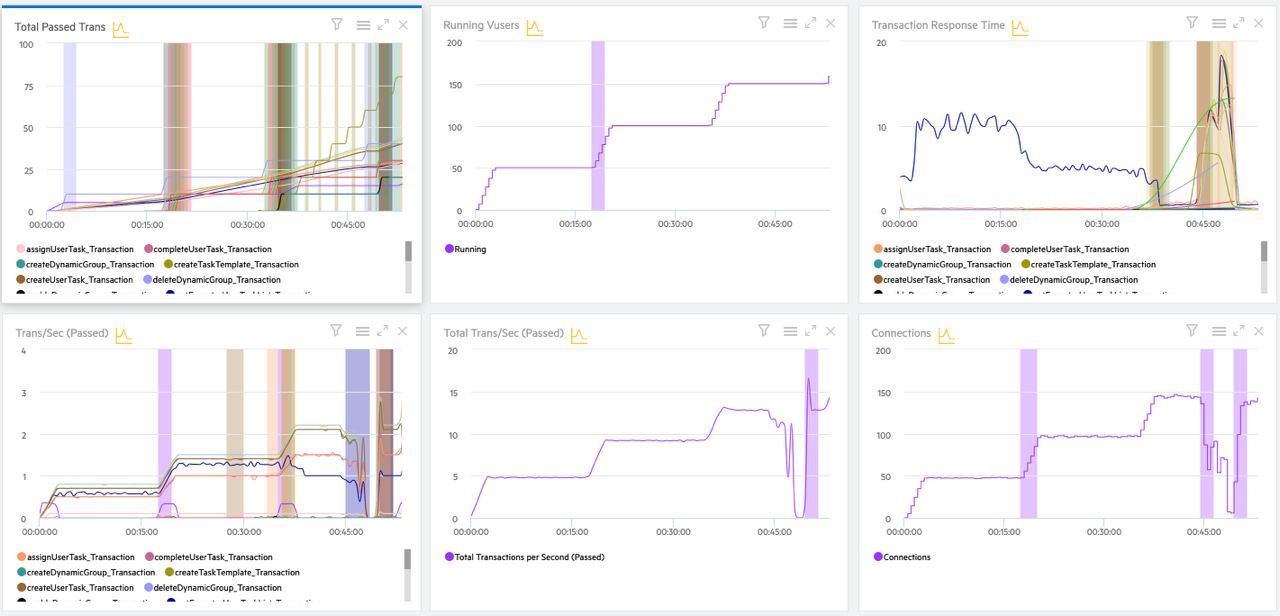 Total Passed Trans
100
75
50
25
0
00:00:00 00:15:00 00:30:00 00:45:00
assignUserTask_Transaction completeUserTask_Transaction
createDynamicGroup_Transaction createTaskTemplate_Transaction
createUserTask_Transaction deleteDynamicGroup_Transaction
Running Vusers
200
150
100
50
0
00:00:00 00:15:00 00:30:00 00:45:00
Running
Transaction Response Time
20
10
0
00:00:00 00:15:00 00:30:00 00:45:00
assignUserTask_Transaction completeUserTask_Transaction
createDynamicGroup_Transaction createTaskTemplate_Transaction
createUserTask_Transaction deleteDynamicGroup_Transaction
Trans/Sec (Passed)
4
3
2
1
0
00:00:00 00:15:00 00:30:00 00:45:00
assignUserTask_Transaction completeUserTask_Transaction
createDynamicGroup_Transaction createTaskTemplate_Transaction
createUserTask_Transaction deleteDynamicGroup_Transaction
Total Trans/Sec (Passed)
20
15
10
5
0
00:00:00 00:15:00 00:30:00 00:45:00
Total Transactions per Second (Passed)
Connections
200
150
100
50
0
00:00:00 00:15:00 00:30:00 00:45:00
Connections